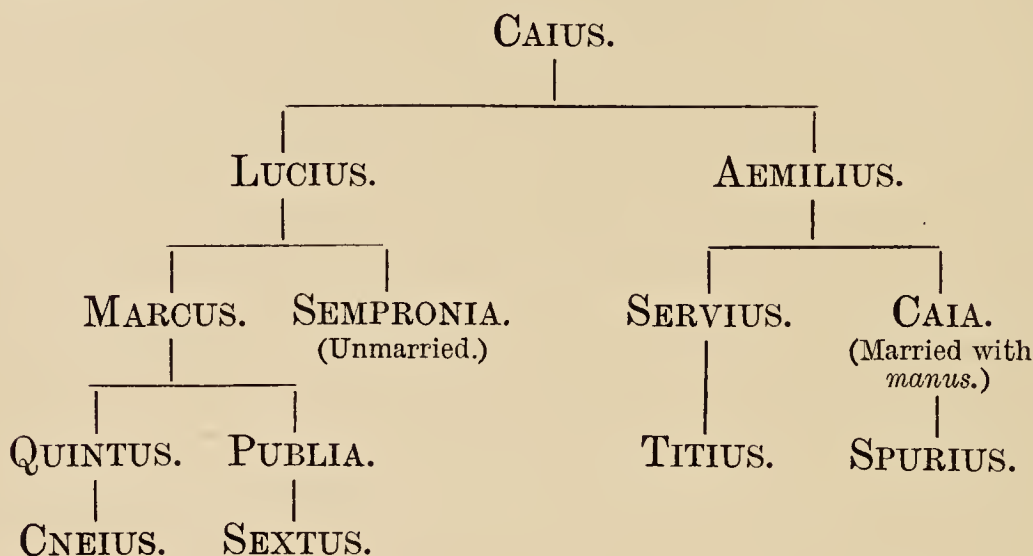 CAIUS.
LUCIUS. AEMILIUS.
MARCUS. SEMPRONIA. SERVIUS. CAIA.
(Unmarried.) (Married with
manus.)
QUINTUS. PUBLIA. TITIUS. SPURIUS.
CNEIUS. SEXTUS.